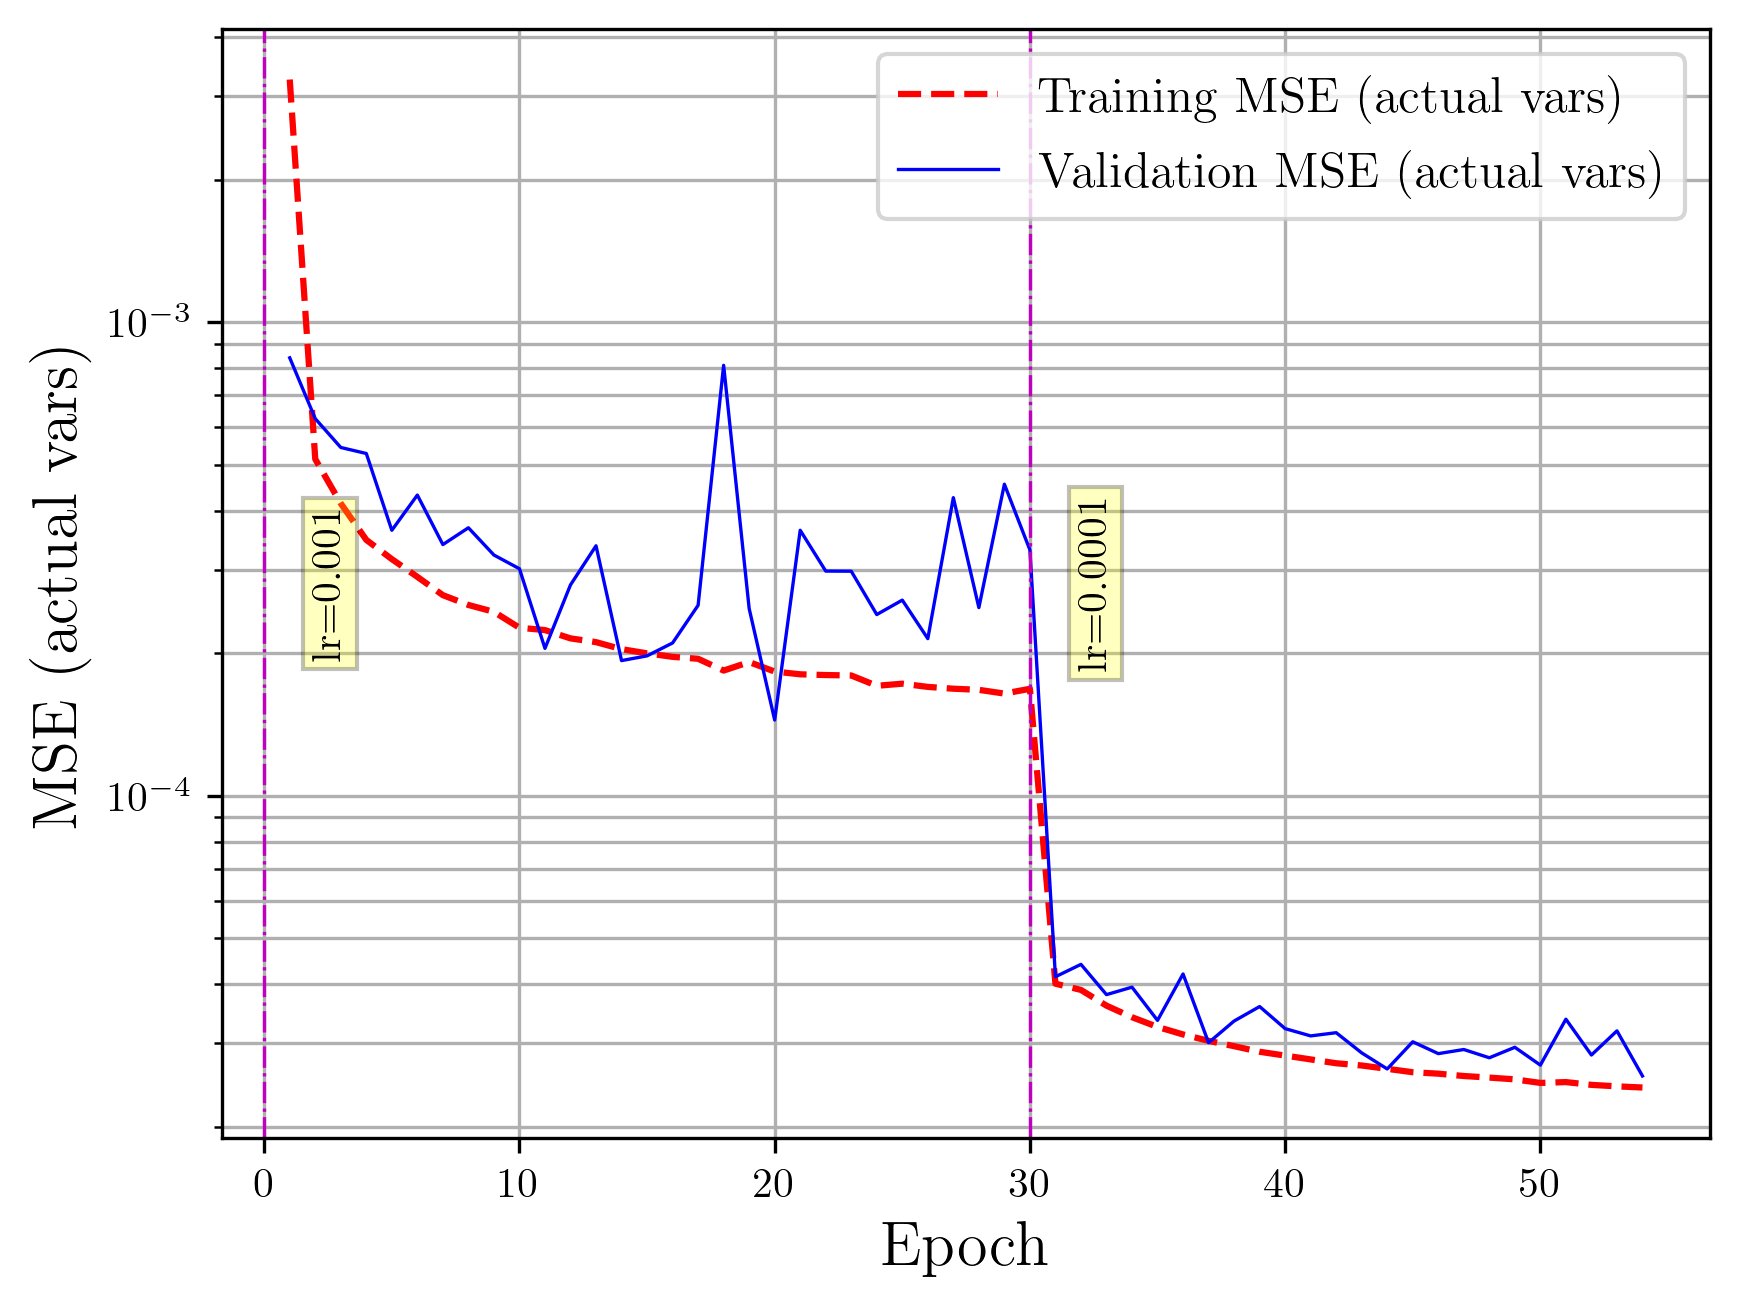 Training MSE (actual vars)
Validation MSE (actual vars)
MSE (actual vars)
10⁻³
10⁻⁴
lr=0.001
lr=0.0001
0 10 20 30 40 50
Epoch